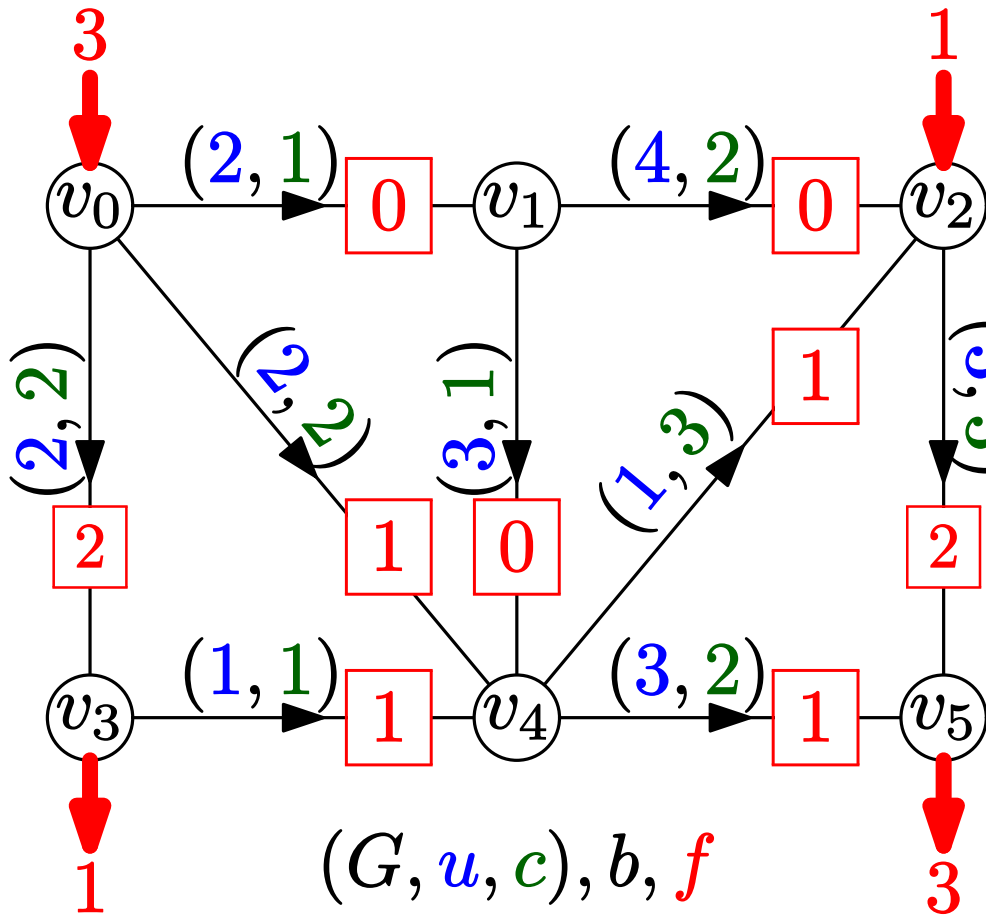 3 1
(2, 1) (4, 2)
v0 0 v1 0 v2
(2, 2) (2, 2) (3, 1) (1, 3) 1
2 1 0 2
(1, 1) (3, 2)
v3 1 v4 1 v5
1 3
(G, u, c), b, f